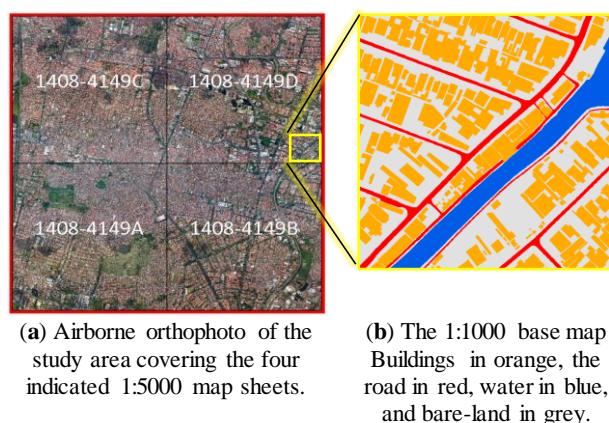 1408-4149C
1408-4149D
1408-4149A
1408-4149B
(a) Airborne orthophoto of the
study area covering the four
indicated 1:5000 map sheets.
(b) The 1:1000 base map
Buildings in orange, the
road in red, water in blue,
and bare-land in grey.